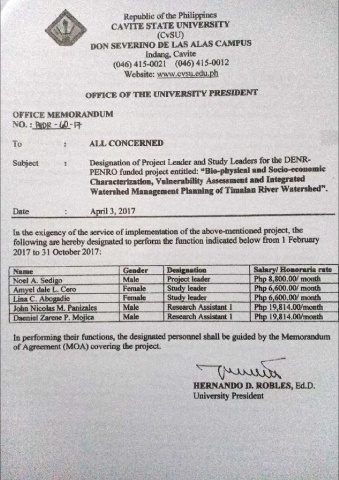 Republic of the Philippines
CAVITE STATE UNIVERSITY
(CvSU)
DON SEVERINO DE LAS ALAS CAMPUS
Indang, Cavite
(046) 415-0021 (046) 415-0012
Website: www.cvsu.edu.ph
OFFICE OF THE UNIVERSITY PRESIDENT
OFFICE MEMORANDUM
NO. :
To : ALL CONCERNED
Subject : Designation of Project Leader and Study Leaders for the DENR-
PENRO funded project entitled: "Bio-physical and Socio-economic
Characterization, Vulnerability Assessment and Integrated
Watershed Management Planning of Timalan River Watershed".
Date : April 3, 2017
In the exigency of the service of implementation of the above-mentioned project, the
following are hereby designated to perform the function indicated below from 1 February
2017 to 31 October 2017:
Name Gender Designation Salary/ Honoraria rate
Noel A. Sedigo Male Project leader Php 8,800.00/ month
Amyel dale L. Cero Female Study leader Php 6,600.00/ month
Lisa C. Abogadie Female Study leader Php 6,600.00/ month
John Nicolas M. Panizales Male Research Assistant 1 Php 19,814.00/month
Daeniel Zarene P. Mojica Male Research Assistant 1 Php 19,814.00/month
In performing their functions, the designated personnel shall be guided by the Memorandum
of Agreement (MOA) covering the project.
HERNANDO D. ROBLES, Ed.D.
University President